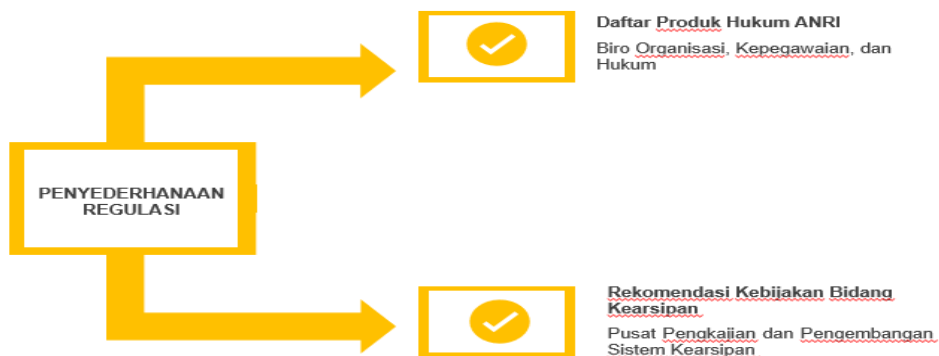 Daftar Produk Hukum ANRI
Biro Organisasi, Kepegawaian, dan
Hukum
PENYEDERHANAAN
REGULASI
Rekomendasi Kebijakan Bidang
Kearsipan
Pusat Pengkajian dan Pengembangan
Sistem Kearsipan